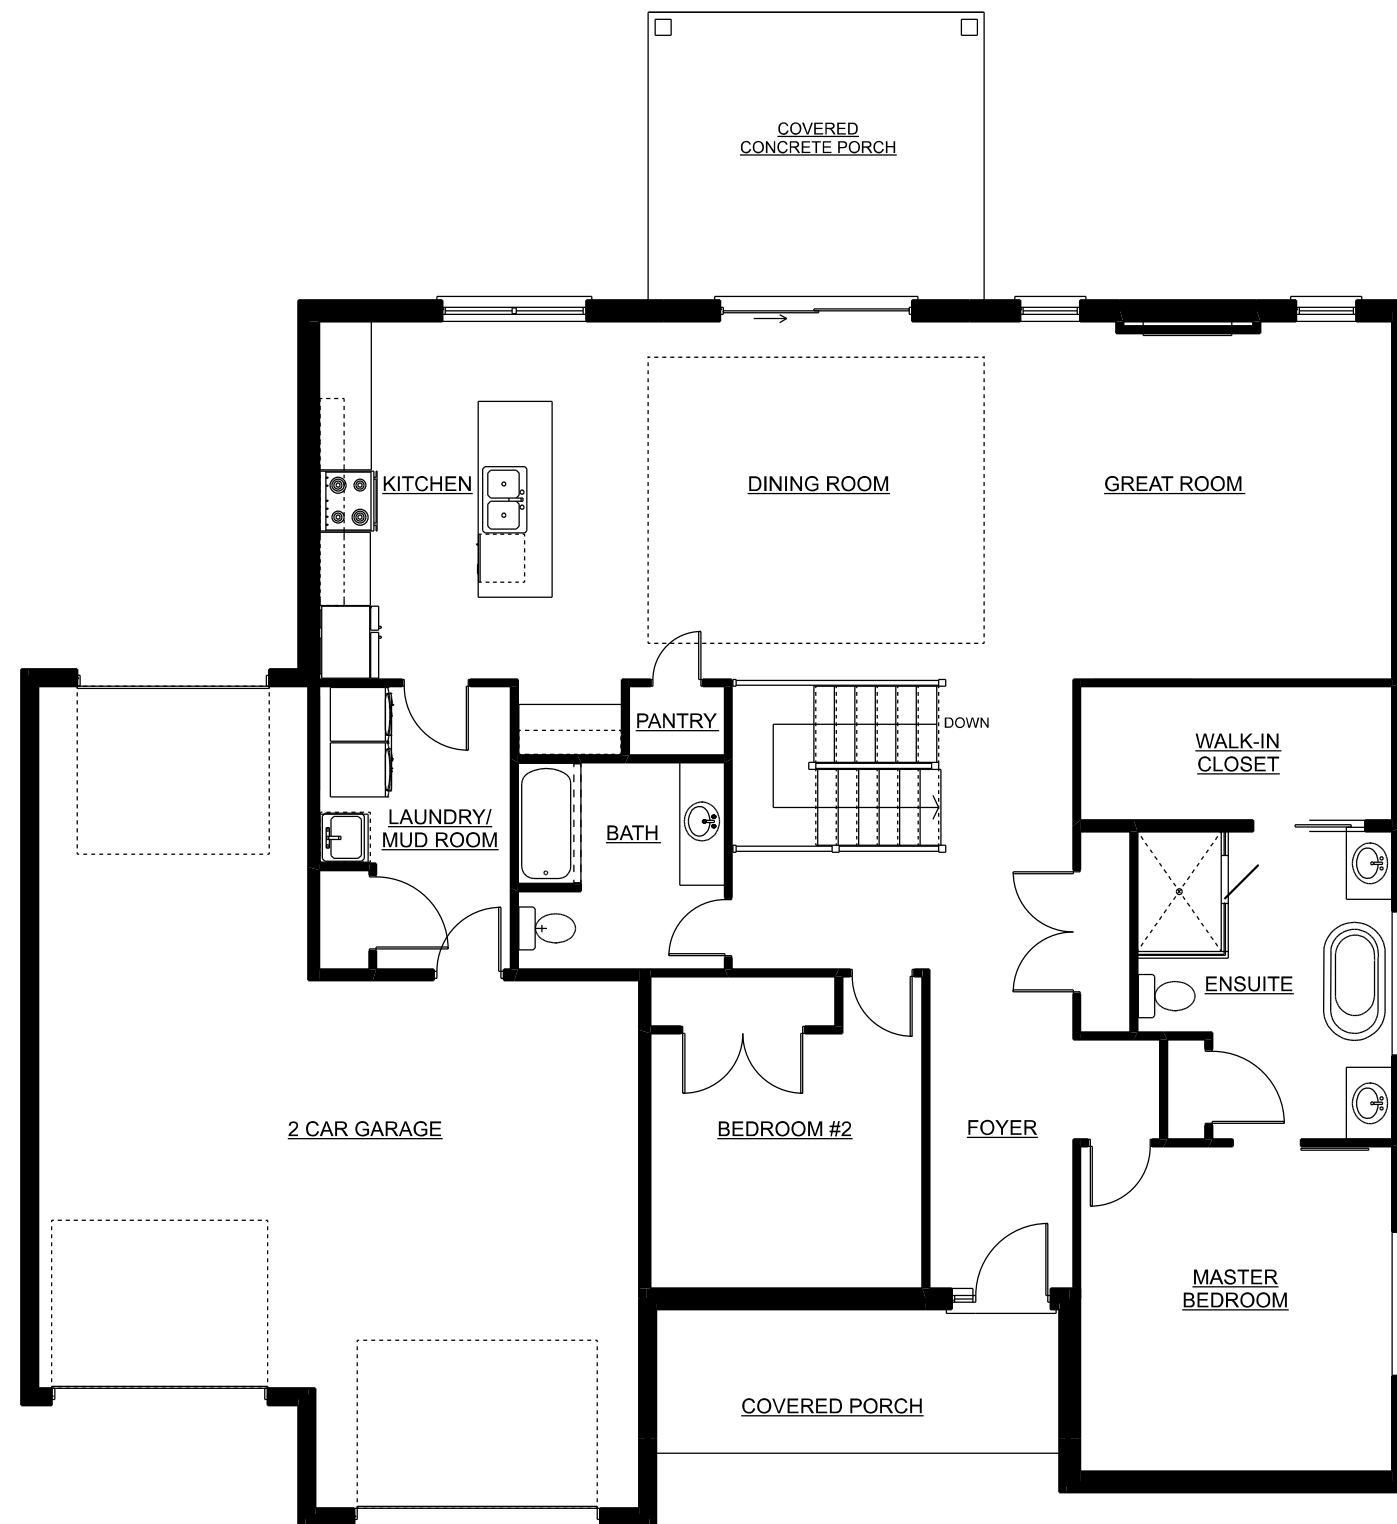 COVERED
CONCRETE PORCH
KITCHEN
DINING ROOM
GREAT ROOM
PANTRY
DOWN
WALK-IN
CLOSET
LAUNDRY/
MUD ROOM
BATH
ENSUITE
2 CAR GARAGE
BEDROOM #2
FOYER
MASTER
BEDROOM
COVERED PORCH